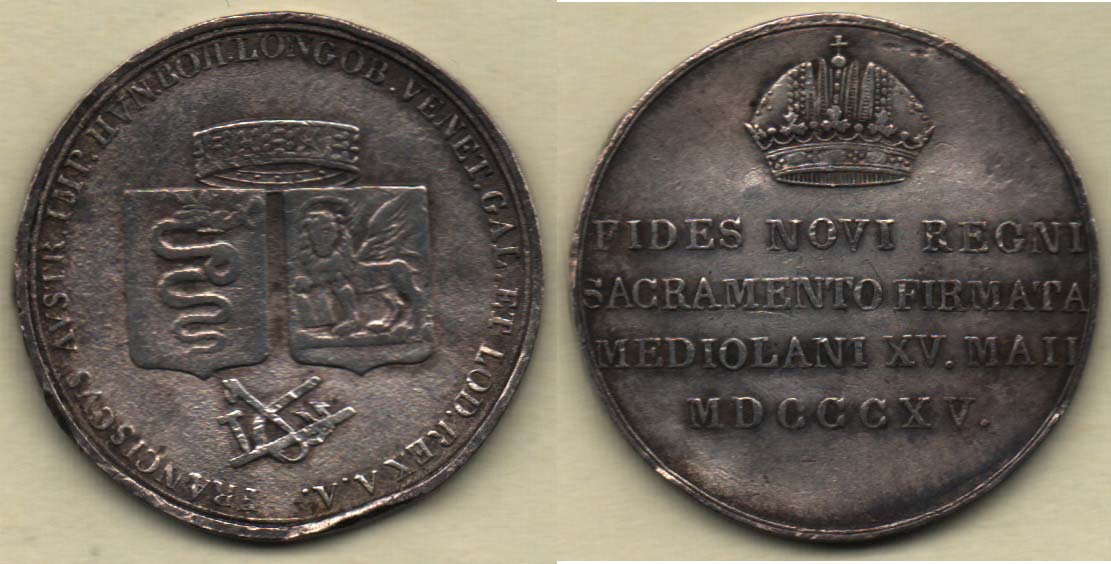 FRANCISCVS AVSTR. IMP. HVN. BOH. LONGOB. VENET. GAL. ET LOD. REX A. A.
FIDES NOVI REGNI
SACRAMENTO FIRMATA
MEDIOLANI XV. MAII
MDCCCXV.